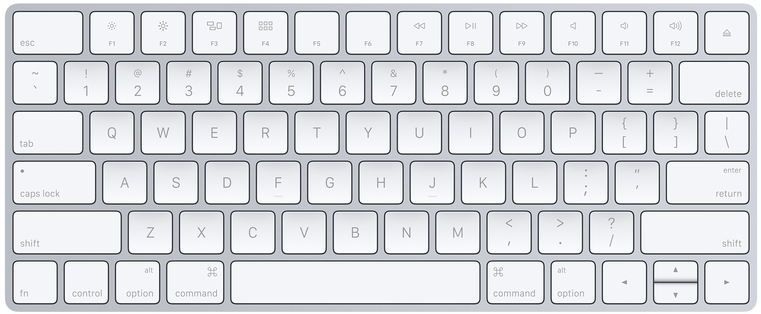 esc F1 F2 F3 F4 F5 F6 F7 F8 F9 F10 F11 F12
~ ! @ # $ % ^ & * ( ) — +
` 1 2 3 4 5 6 7 8 9 0 - = delete
tab Q W E R T Y U I O P { [ } ] | \
caps lock A S D F G H J K L : ; " ' enter return
shift Z X C V B N M < , > . ? / shift
fn control alt option ⌘ command ⌘ command alt option ◄ ▲ ▼ ►